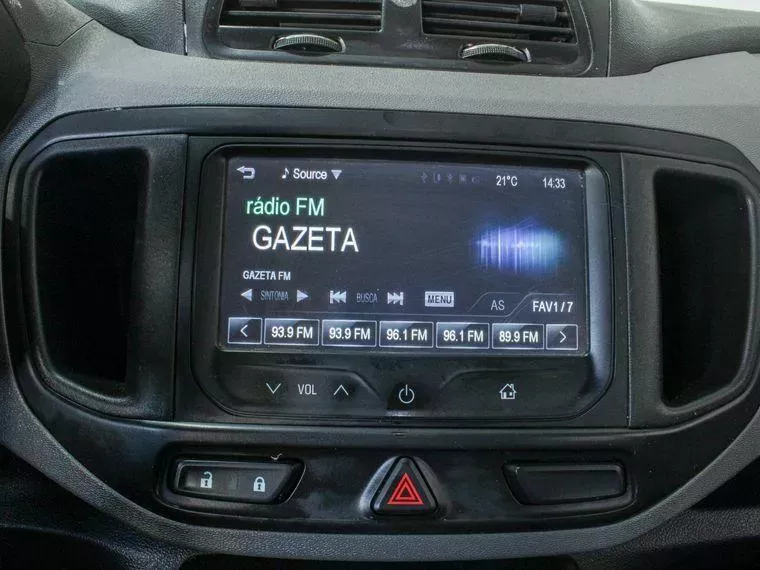 Source
21°C
14:33
rádio FM
GAZETA
GAZETA FM
SINTONIA
BUSCA
MENU
AS
FAV1 / 7
93.9 FM
93.9 FM
96.1 FM
96.1 FM
89.9 FM
VOL